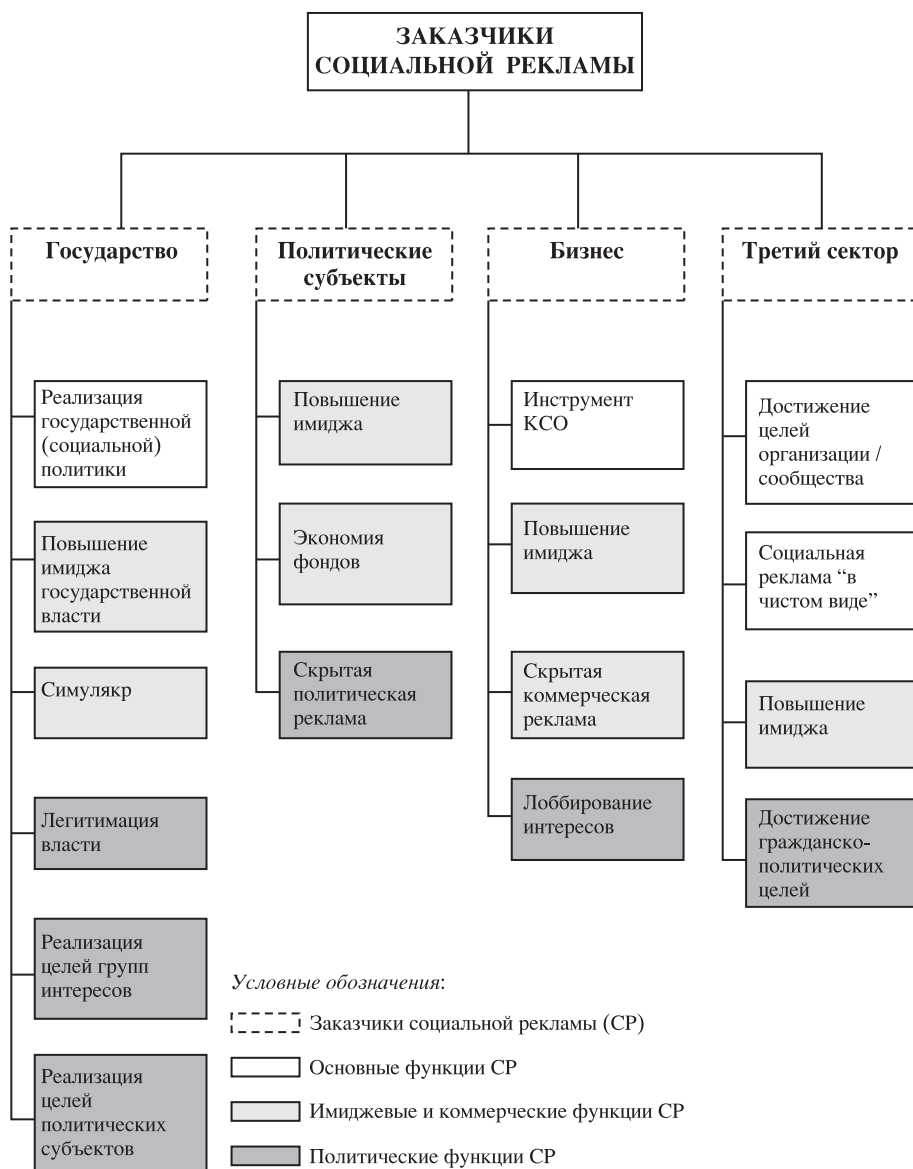 ЗАКАЗЧИКИ
СОЦИАЛЬНОЙ РЕКЛАМЫ
Государство
Реализация
государственной
(социальной)
политики
Повышение
имиджа
государственной
власти
Симулякр
Легитимация
власти
Реализация
целей групп
интересов
Реализация
целей
политических
субъектов
Политические
субъекты
Повышение
имиджа
Экономия
фондов
Скрытая
политическая
реклама
Бизнес
Инструмент
КСО
Повышение
имиджа
Скрытая
коммерческая
реклама
Лоббирование
интересов
Третий сектор
Достижение
целей
организации /
сообщества
Социальная
реклама “в
чистом виде”
Повышение
имиджа
Достижение
гражданско-
политических
целей
Условные обозначения:
Заказчики социальной рекламы (СР)
Основные функции СР
Имиджевые и коммерческие функции СР
Политические функции СР